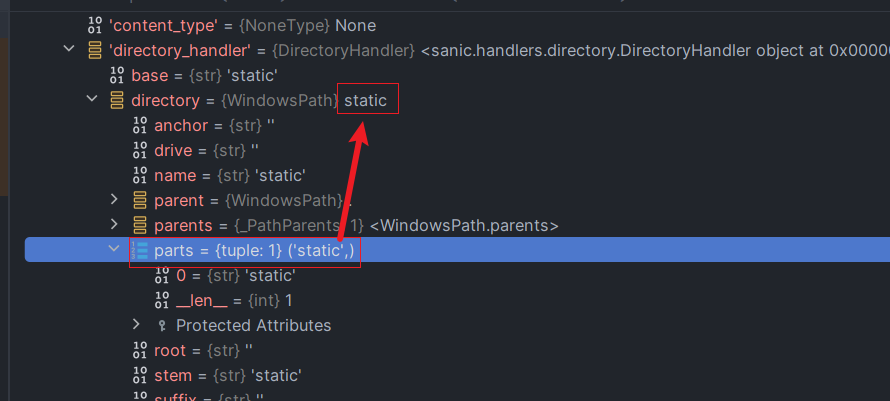 'content_type' = {NoneType} None
'directory_handler' = {DirectoryHandler} <sanic.handlers.directory.DirectoryHandler object at 0x0000
base = {str} 'static'
directory = {WindowsPath} static
anchor = {str} ''
drive = {str} ''
name = {str} 'static'
parent = {WindowsPath} .
parents = {_PathParents: 1} <WindowsPath.parents>
parts = {tuple: 1} ('static',)
0 = {str} 'static'
__len__ = {int} 1
Protected Attributes
root = {str} ''
stem = {str} 'static'
suffix = {str} ''